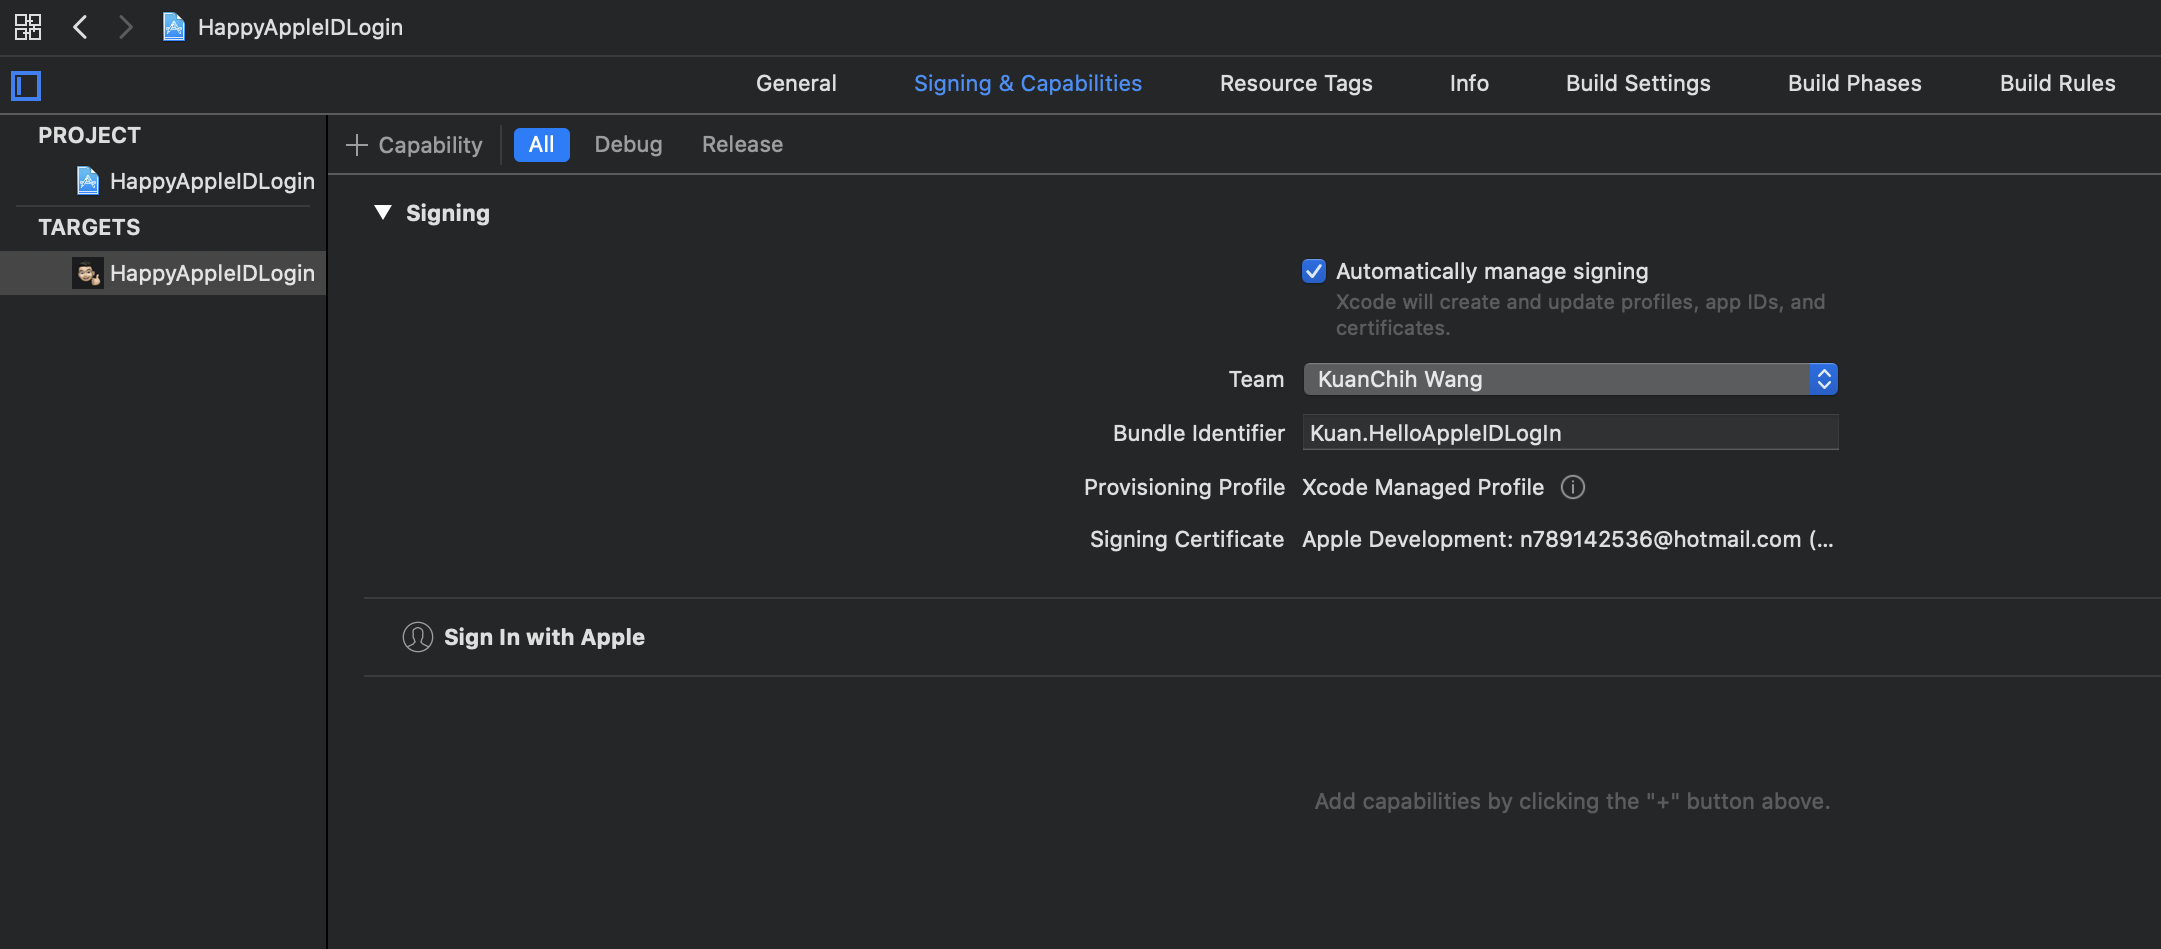 HappyAppleIDLogin
General Signing & Capabilities Resource Tags Info Build Settings Build Phases Build Rules
PROJECT
HappyAppleIDLogin
TARGETS
HappyAppleIDLogin
+ Capability All Debug Release
Signing
Automatically manage signing
Xcode will create and update profiles, app IDs, and
certificates.
Team KuanChih Wang
Bundle Identifier Kuan.HelloAppleIDLogIn
Provisioning Profile Xcode Managed Profile
Signing Certificate Apple Development: n789142536@hotmail.com (...
Sign In with Apple
Add capabilities by clicking the "+" button above.